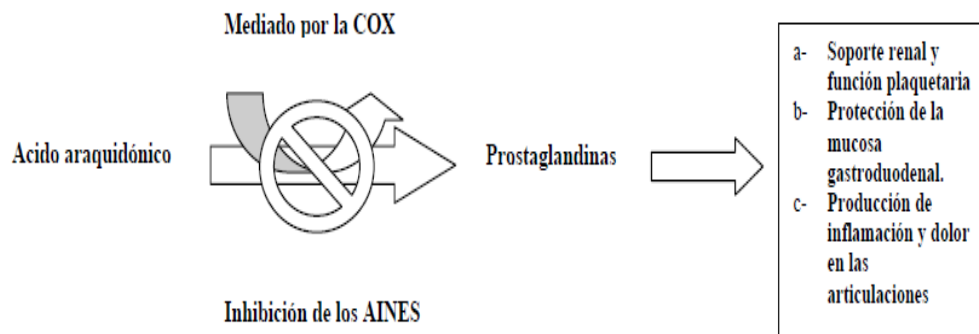 Mediado por la COX
Acido araquidónico
Prostaglandinas
Inhibición de los AINES
a- Soporte renal y
función plaquetaria
b- Protección de la
mucosa
gastroduodenal.
c- Producción de
inflamación y dolor
en las
articulaciones